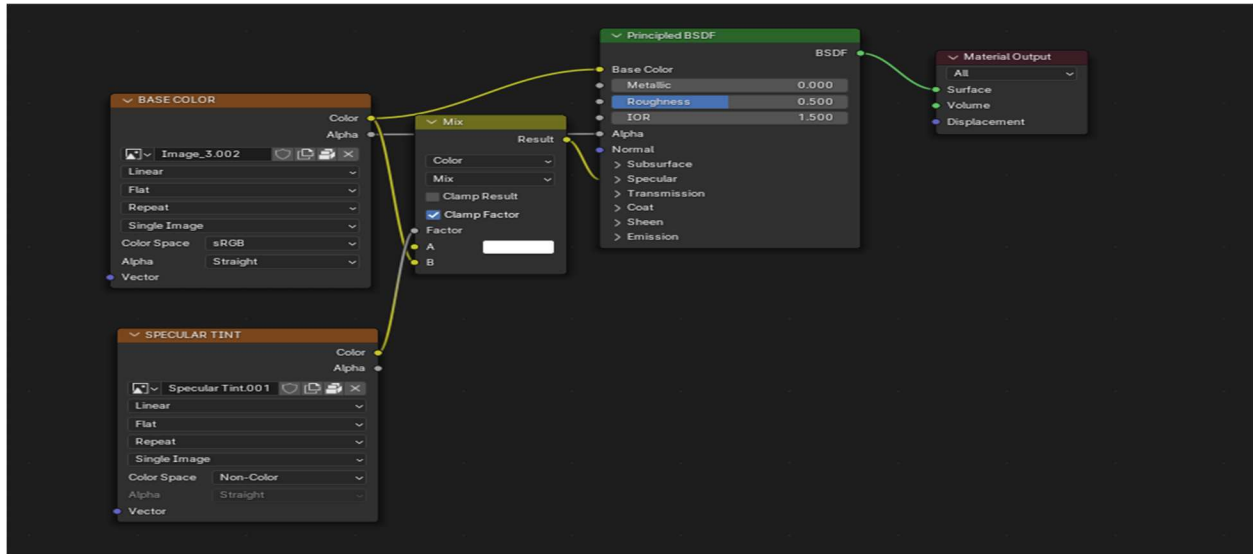 BASE COLOR
Color
Alpha
Image_3.002
Linear
Flat
Repeat
Single Image
Color Space sRGB
Alpha Straight
Vector
SPECULAR TINT
Color
Alpha
Specular Tint.001
Linear
Flat
Repeat
Single Image
Color Space Non-Color
Alpha Straight
Vector
Mix
Result
Color
Mix
Clamp Result
Clamp Factor
Factor
A
B
Principled BSDF
BSDF
Base Color
Metallic 0.000
Roughness 0.500
IOR 1.500
Alpha
Normal
Subsurface
Specular
Transmission
Coat
Sheen
Emission
Material Output
All
Surface
Volume
Displacement